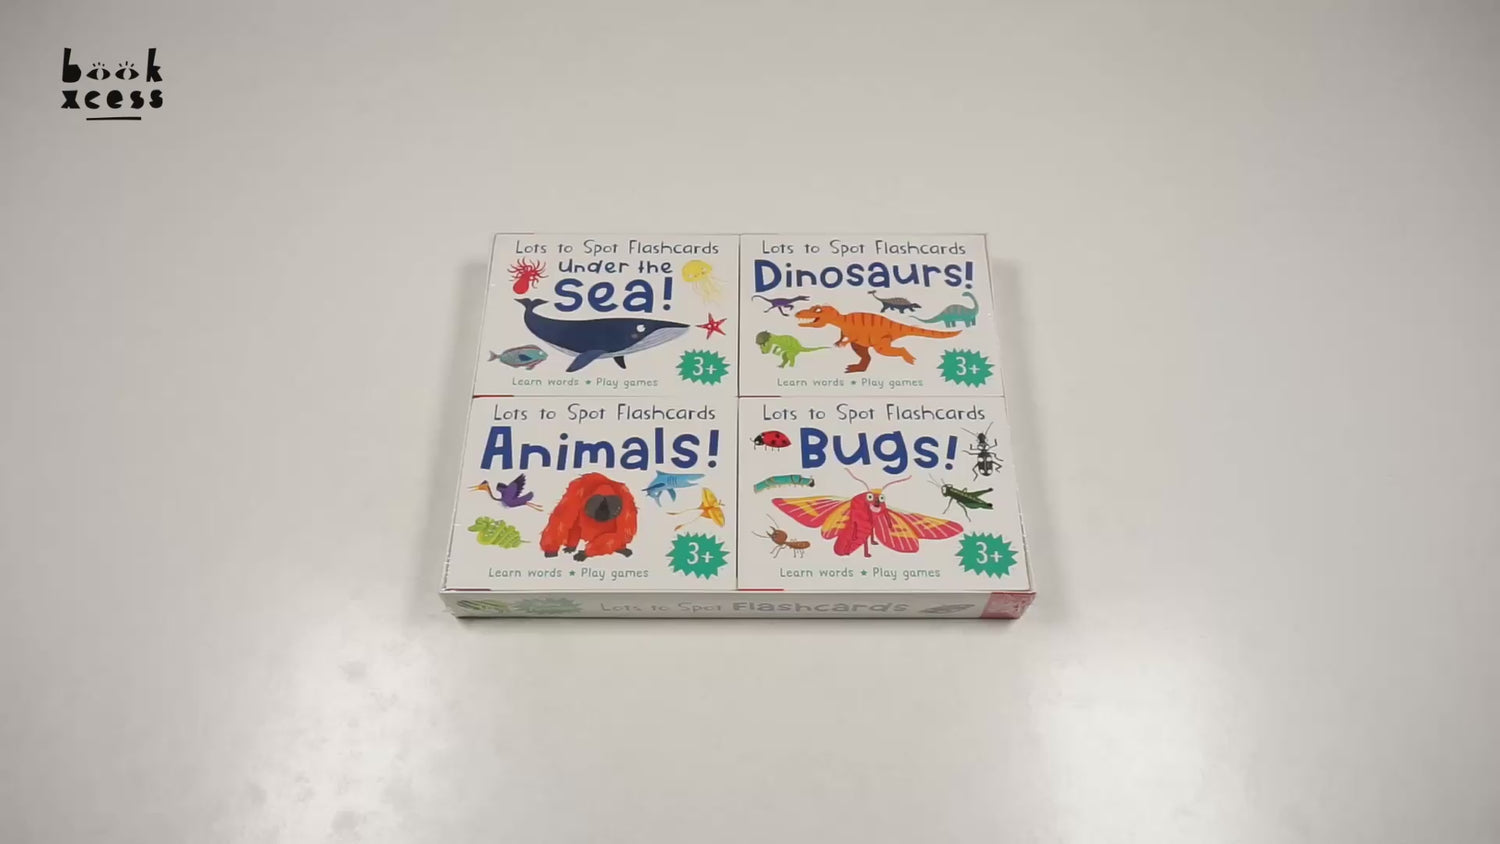 book
xcess
Lots to Spot Flashcards
Under the
Sea!
3+
Learn words ★ Play games
Lots to Spot Flashcards
Dinosaurs!
3+
Learn words ★ Play games
Lots to Spot Flashcards
Animals!
3+
Learn words ★ Play games
Lots to Spot Flashcards
Bugs!
3+
Learn words ★ Play games
Lots to Spot Flashcards